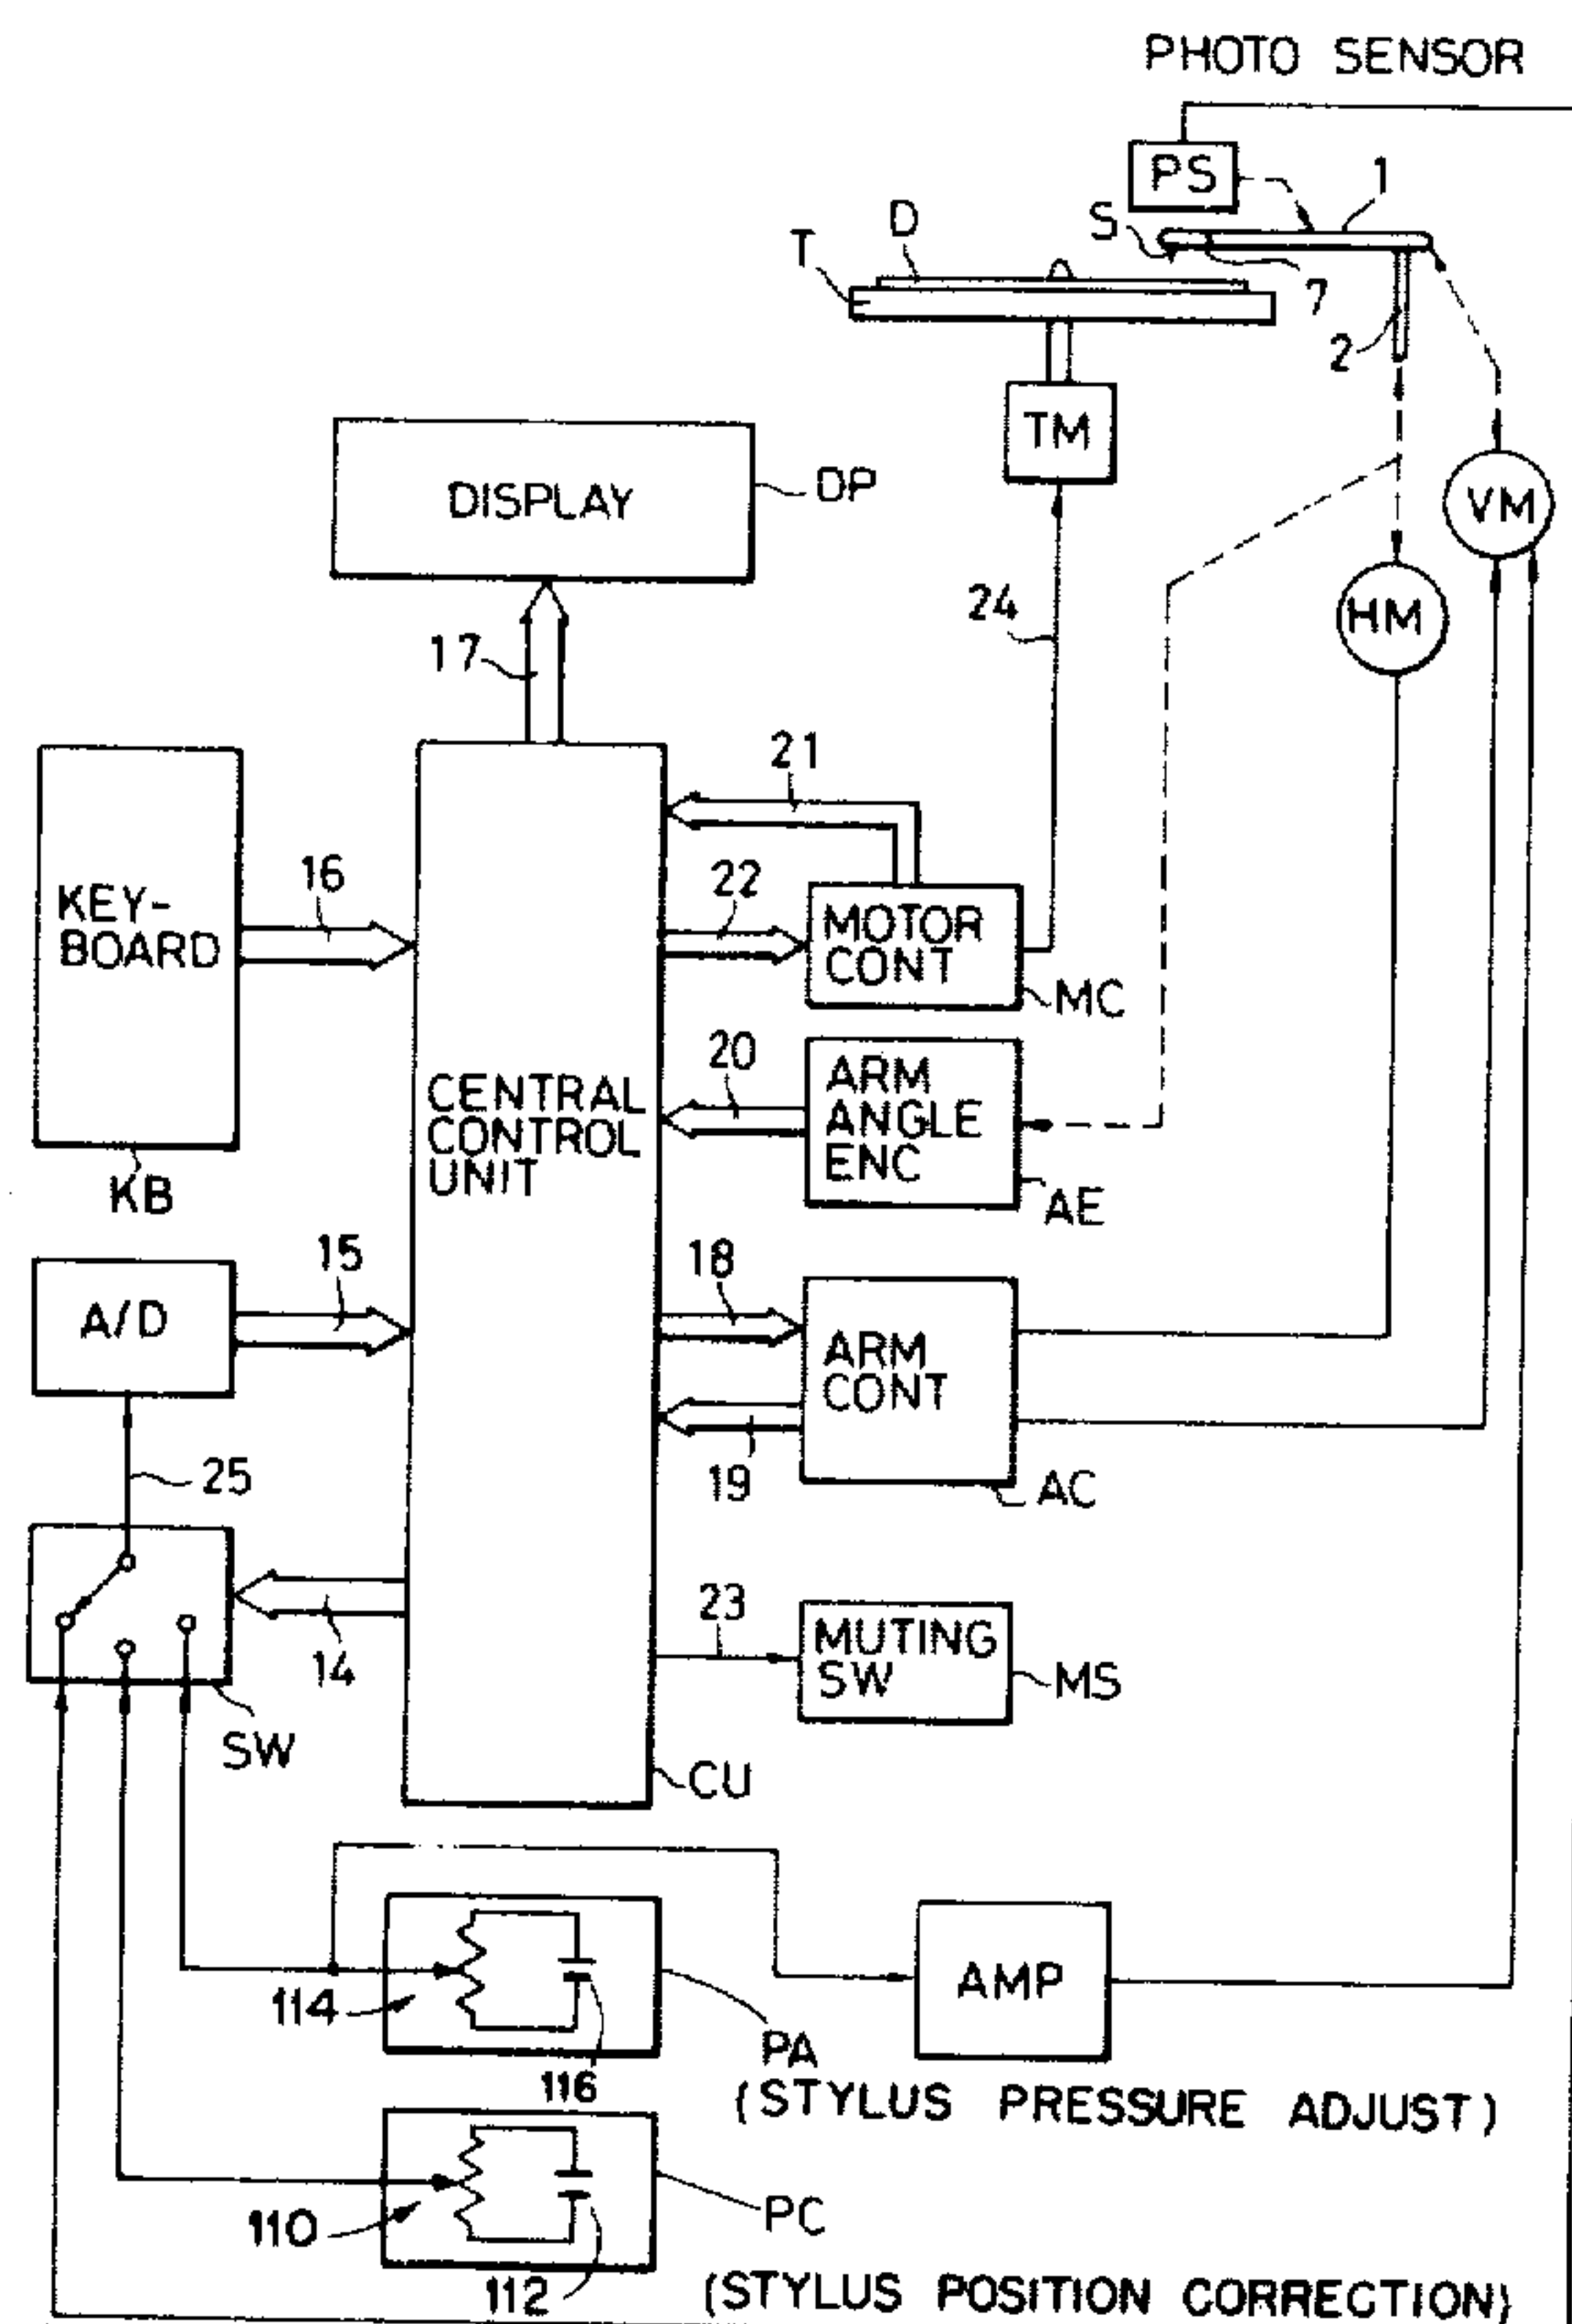 PHOTO SENSOR
PS
1
S
D
T
7
2
TM
VM
DISPLAY
DP
HM
24
17
21
16
22
KEY-
BOARD
MOTOR
CONT
MC
20
ARM
ANGLE
ENC
CENTRAL
CONTROL
UNIT
KB
AE
15
18
A/D
ARM
CONT
19
25
AC
14
23
MUTING
SW
MS
SW
CU
114
AMP
116
PA
(STYLUS PRESSURE ADJUST)
110
PC
112
(STYLUS POSITION CORRECTION)